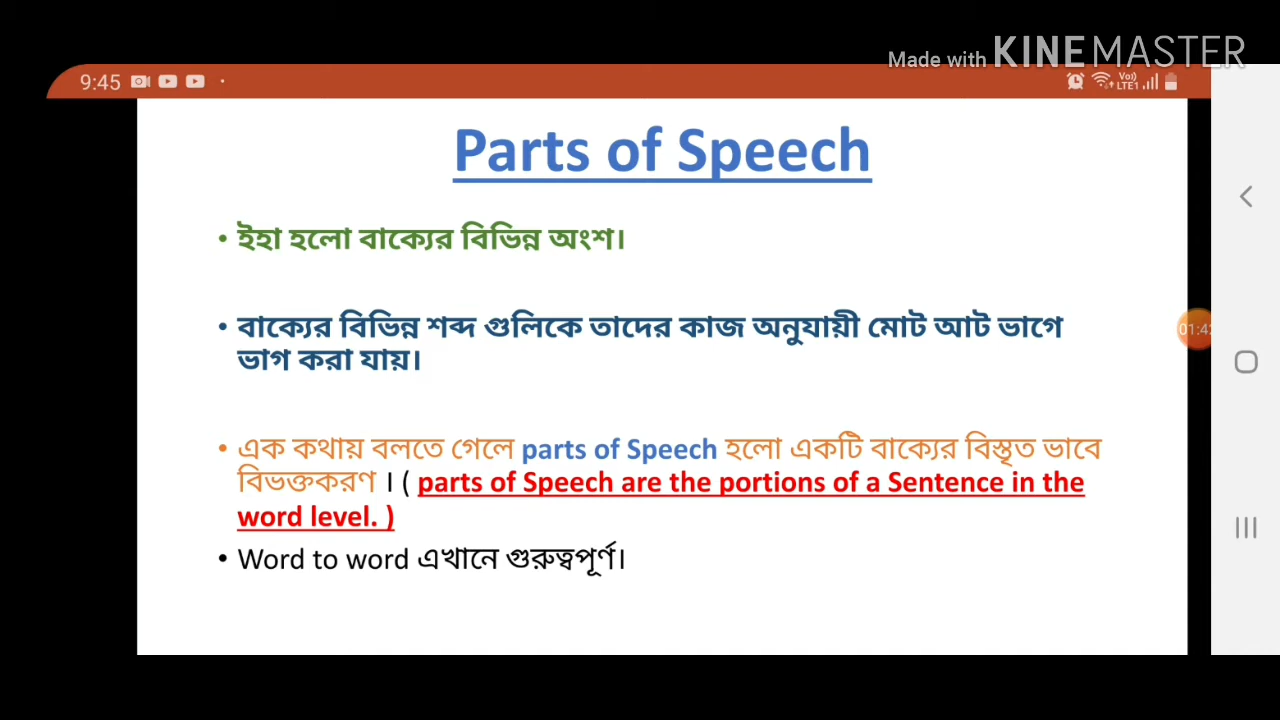 Made with KINEMASTER
9:45
Vo) LTE1
Parts of Speech
• ইহা হলো বাক্যের বিভিন্ন অংশ।
• বাক্যের বিভিন্ন শব্দ গুলিকে তাদের কাজ অনুযায়ী মোট আট ভাগে
ভাগ করা যায়।
• এক কথায় বলতে গেলে parts of Speech হলো একটি বাক্যের বিস্তৃত ভাবে
বিভক্তকরণ । ( parts of Speech are the portions of a Sentence in the
word level. )
• Word to word এখানে গুরুত্বপূর্ণ।